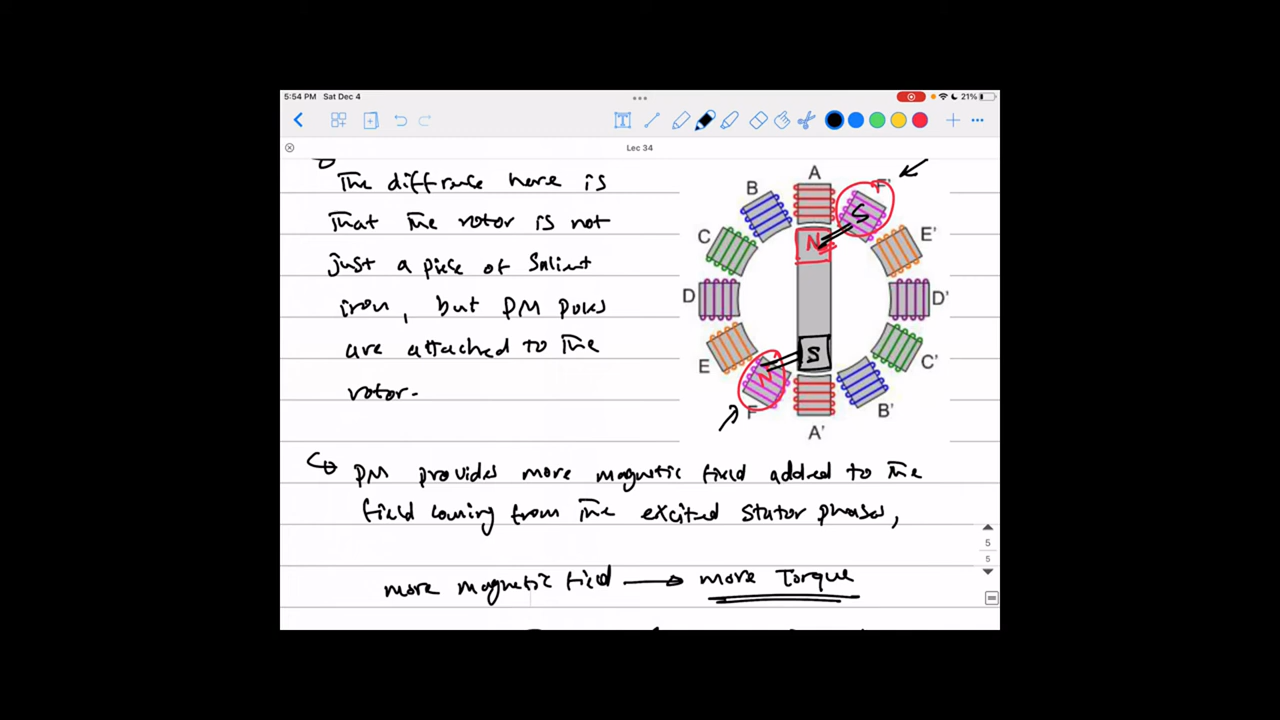 5:54 PM Sat Dec 4
21%
Lec 34
The diffrence here is
that the rotor is not
just a piece of salient
iron, but PM poles
are attached to the
rotor.
A
B
F'
C
E'
D
D'
E
C'
F
B'
A'
N
S
S
N
PM provides more magnetic field added to the
field coming from the excited stator phases,
more magnetic field → more Torque
5
5